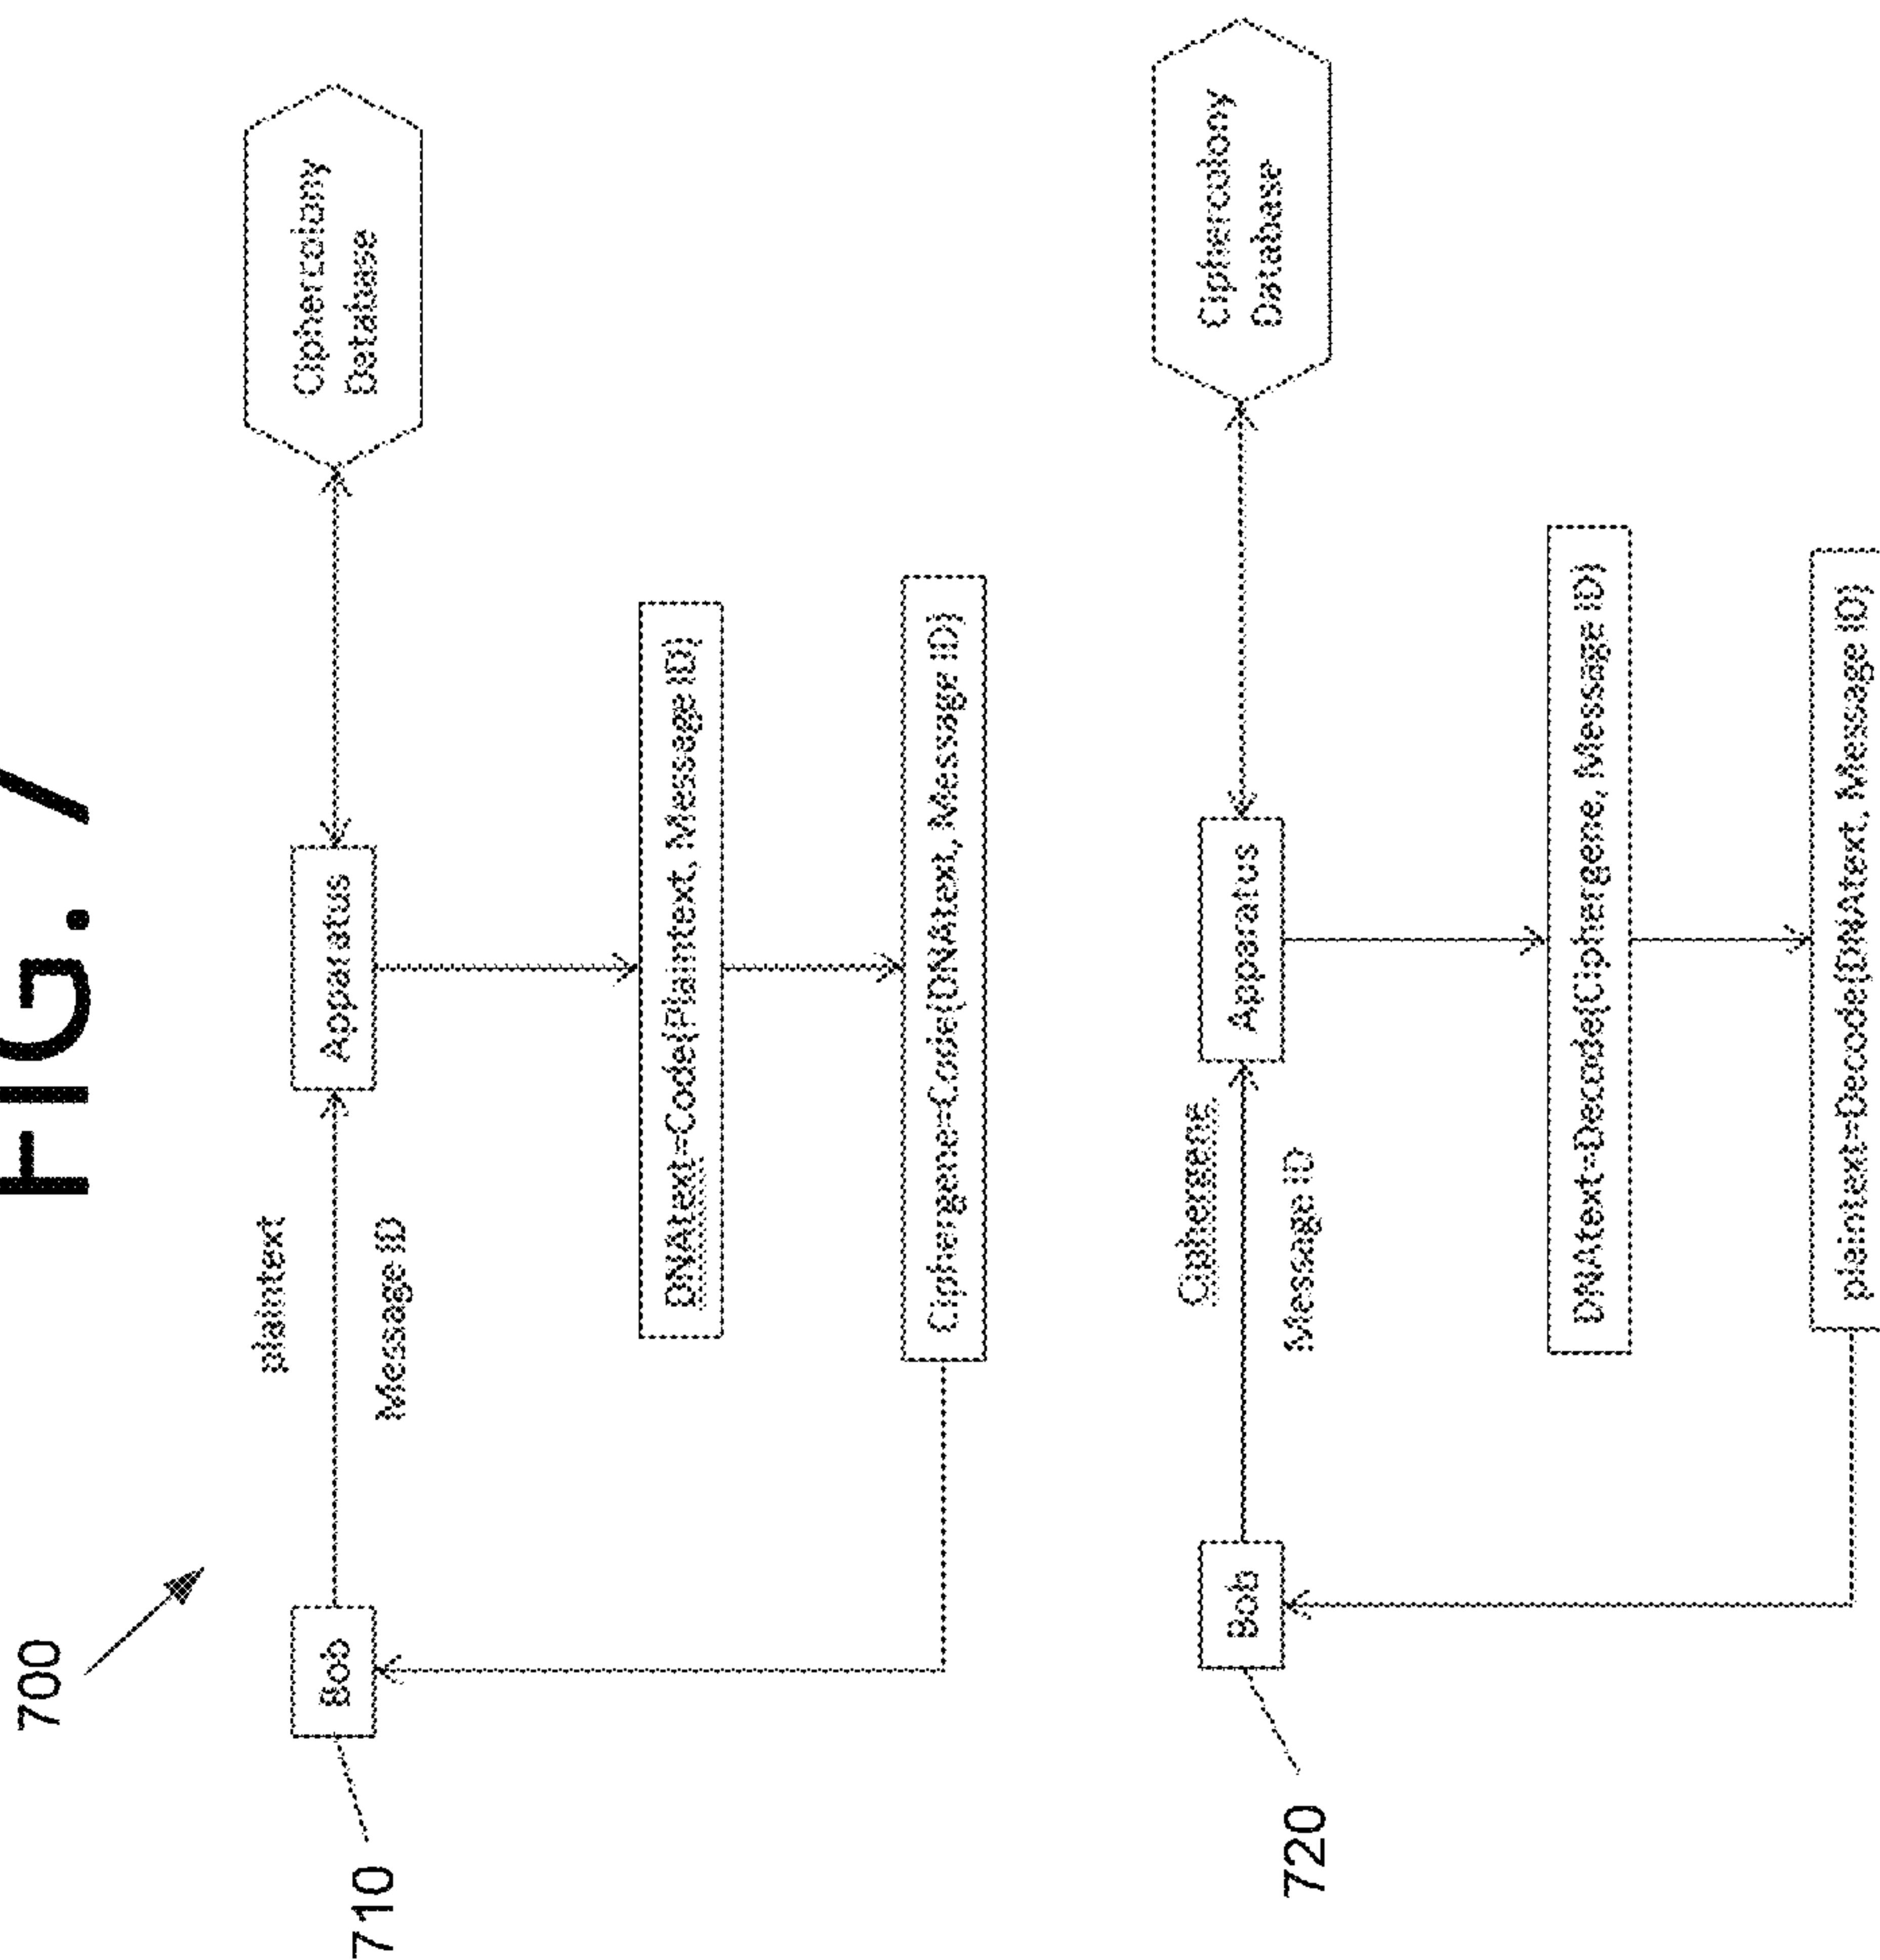 FIG. 7
700
710
Bob
plaintext
Message ID
Apparatus
Ciphercolony
Database
DNAtext=Code(Plaintext, Message ID)
Ciphergene=Code(DNAtext, Message ID)
720
Bob
Ciphergene
Message ID
Apparatus
Ciphercolony
Database
DNAtext=Decode(Ciphergene, Message ID)
plaintext=Decode(DNAtext, Message ID)